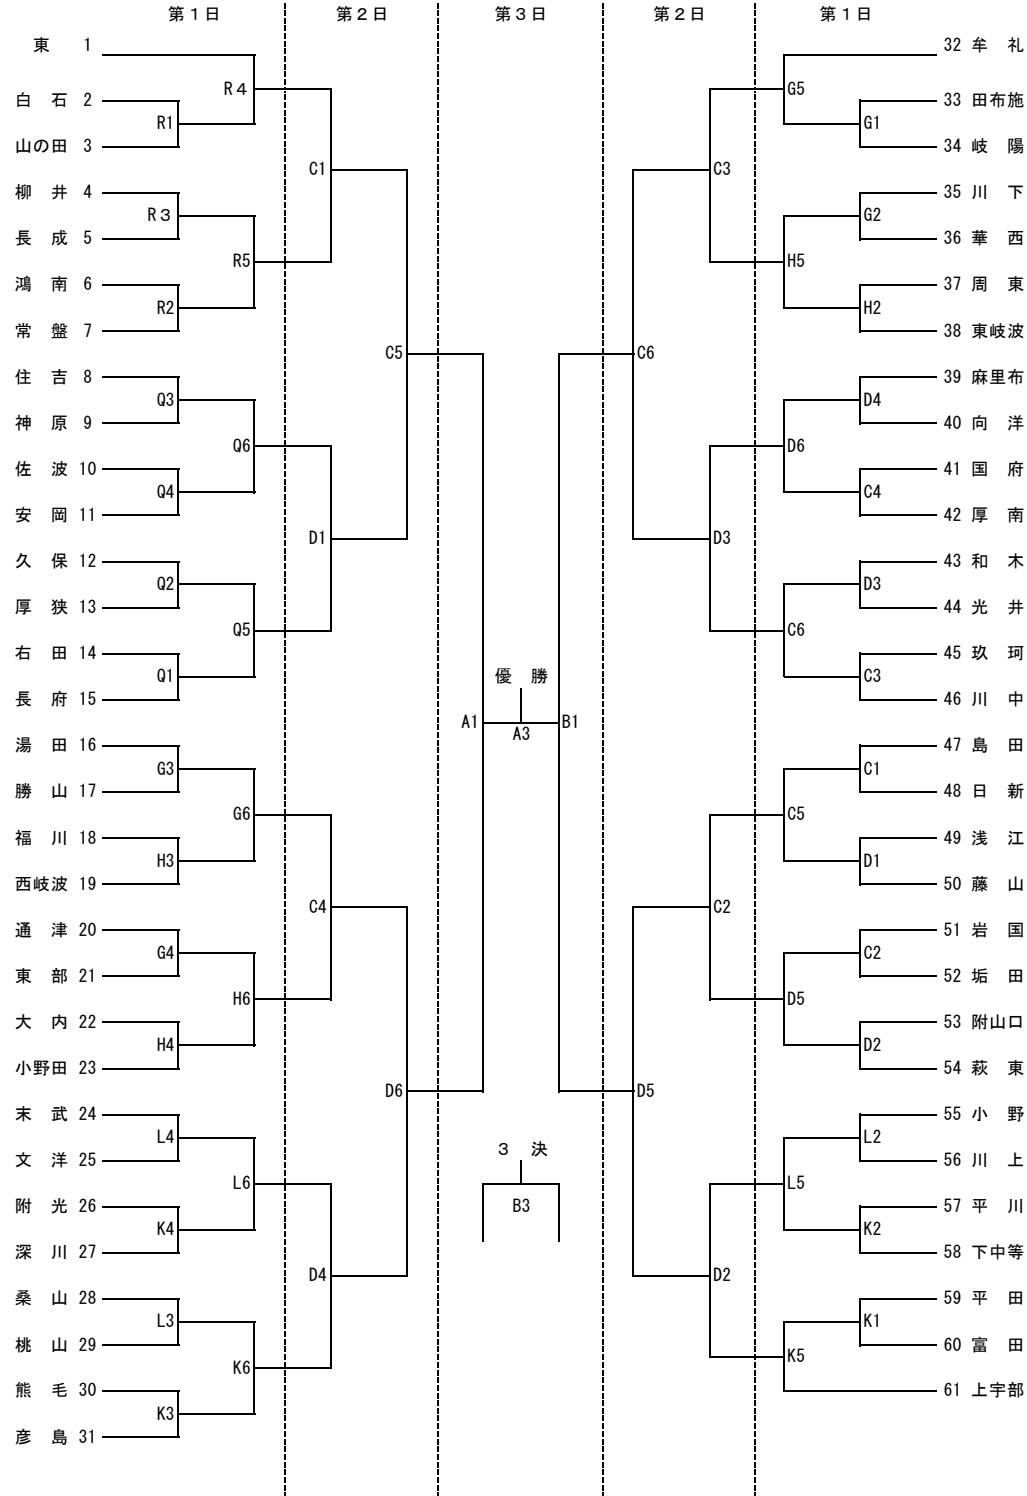 第１日 第２日 第３日 第２日 第１日
東 1 32 牟 礼
R４ G5
白 石 2 33 田布施
R1 G1
山の田 3 34 岐 陽
C1 C3
柳 井 4 35 川 下
R３ G2
長 成 5 36 華 西
R5 H5
鴻 南 6 37 周 東
R2 H2
常 盤 7 38 東岐波
C5 C6
住 吉 8 39 麻里布
Q3 D4
神 原 9 40 向 洋
Q6 D6
佐 波 10 41 国 府
Q4 C4
安 岡 11 42 厚 南
D1 D3
久 保 12 43 和 木
Q2 D3
厚 狭 13 44 光 井
Q5 C6
右 田 14 45 玖 珂
Q1 優 勝 C3
長 府 15 46 川 中
A1 A3 B1
湯 田 16 47 島 田
G3 C1
勝 山 17 48 日 新
G6 C5
福 川 18 49 浅 江
H3 D1
西岐波 19 50 藤 山
C4 C2
通 津 20 51 岩 国
G4 C2
東 部 21 52 垢 田
H6 D5
大 内 22 53 附山口
H4 D2
小野田 23 54 萩 東
D6 D5
末 武 24 55 小 野
L4 L2
文 洋 25 ３ 決 56 川 上
L6 L5
附 光 26 B3 57 平 川
K4 K2
深 川 27 58 下中等
D4 D2
桑 山 28 59 平 田
L3 K1
桃 山 29 60 富 田
K6 K5
熊 毛 30 61 上宇部
K3
彦 島 31